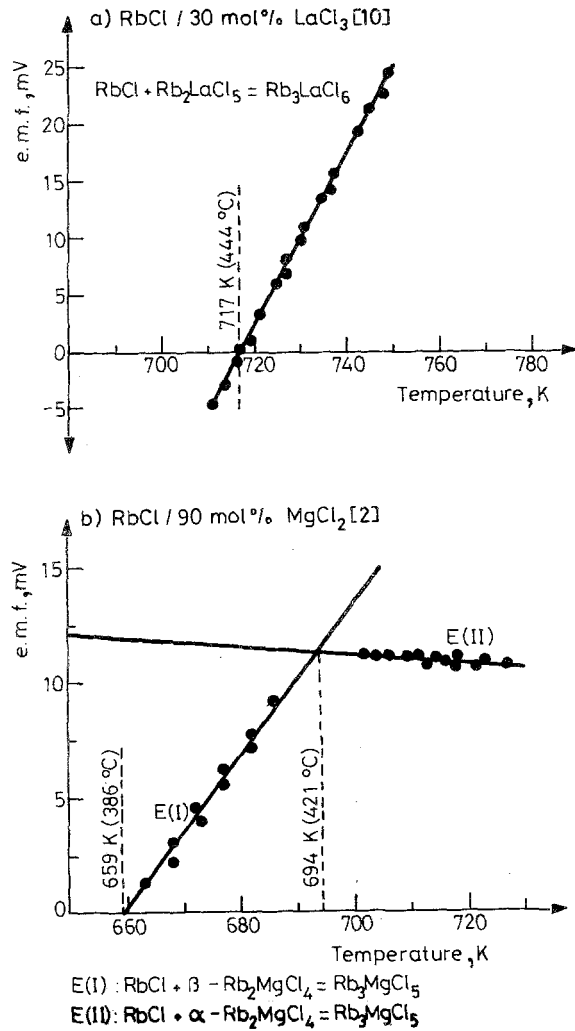 a) RbCl / 30 mol% LaCl₃ [10]
25
RbCl + Rb₂LaCl₅ = Rb₃LaCl₆
20
e.m.f., mV
15
10
717 K (444 °C)
5
0
700
720
740
760
780
Temperature, K
-5
b) RbCl / 90 mol% MgCl₂ [2]
15
e.m.f., mV
E(II)
10
659 K (386 °C)
E(I)
694 K (421 °C)
5
0
660
680
700
720
Temperature, K
E(I) : RbCl + β - Rb₂MgCl₄ = Rb₃MgCl₅
E(II): RbCl + α - Rb₂MgCl₄ = Rb₃MgCl₅